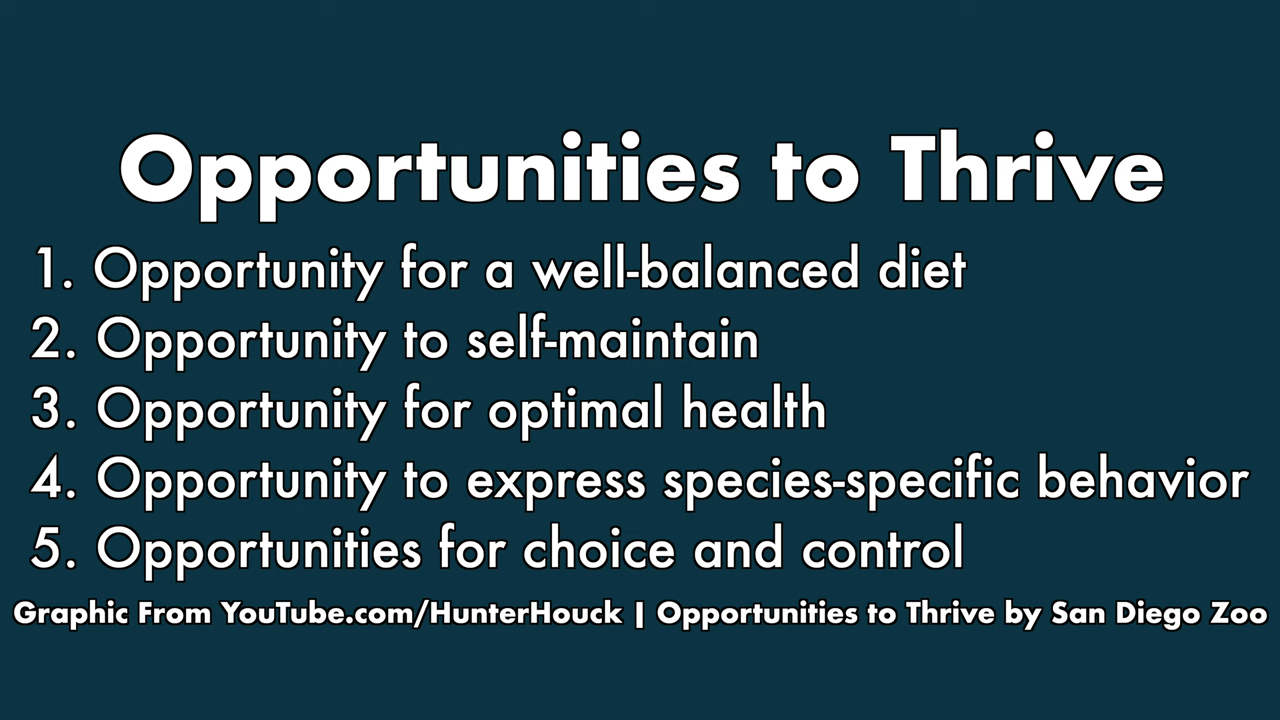 Opportunities to Thrive
1. Opportunity for a well-balanced diet
2. Opportunity to self-maintain
3. Opportunity for optimal health
4. Opportunity to express species-specific behavior
5. Opportunities for choice and control
Graphic From YouTube.com/HunterHouck | Opportunities to Thrive by San Diego Zoo